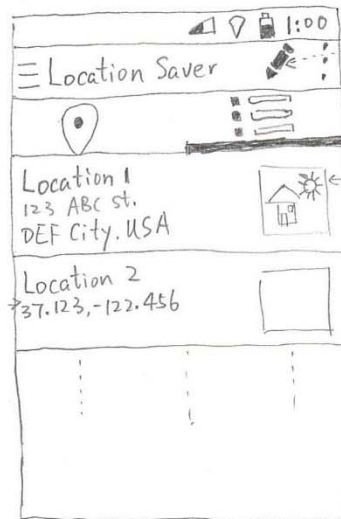 1:00
Location Saver
Location 1
123 ABC st.
DEF City. USA
Location 2
37.123, -122.456